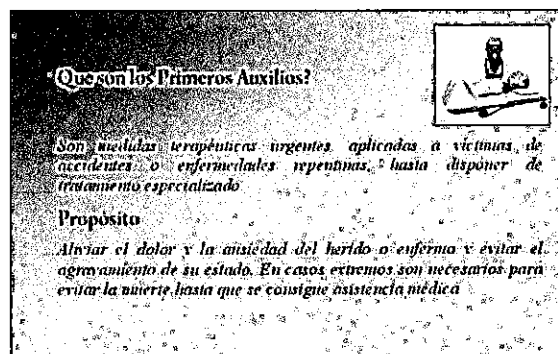 Que son los Primeros Auxilios?
Son medidas terapéuticas urgentes, aplicadas a víctimas de
accidentes o enfermedades repentinas, hasta disponer de
tratamiento especializado
Propósito
Aliviar el dolor y la ansiedad del herido o enfermo y evitar el
agravamiento de su estado. En casos extremos son necesarios para
evitar la muerte hasta que se consigue asistencia médica